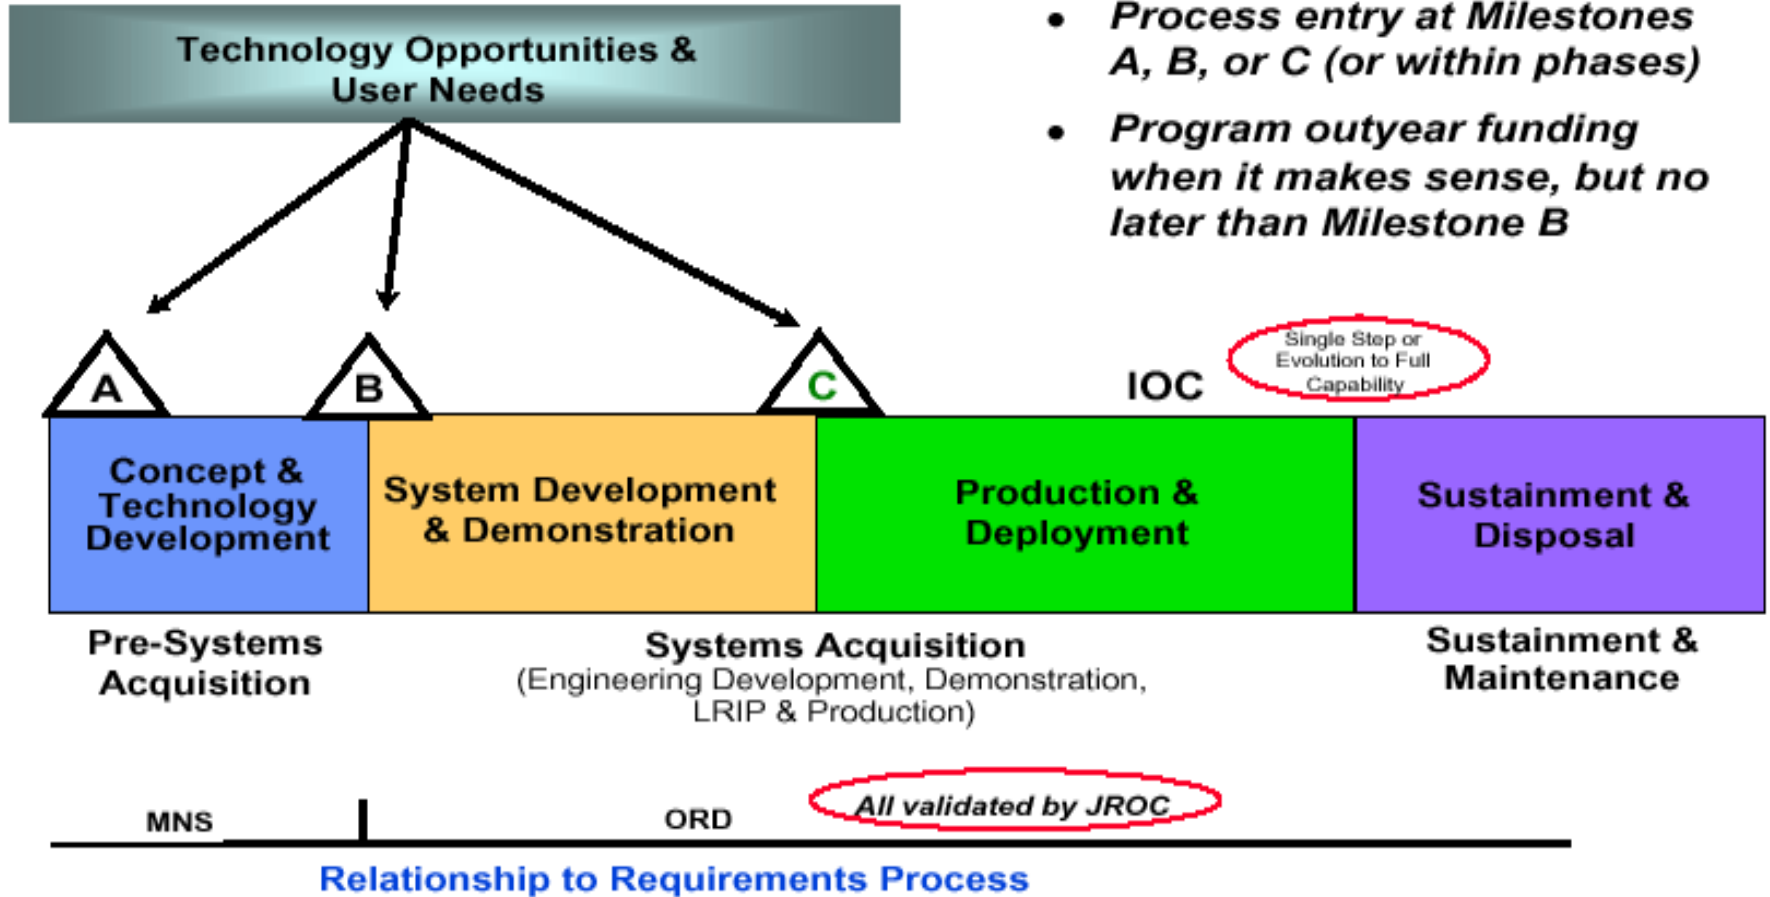 Technology Opportunities &
User Needs
• Process entry at Milestones
A, B, or C (or within phases)
• Program outyear funding
when it makes sense, but no
later than Milestone B
A
B
C
IOC
Single Step or
Evolution to Full
Capability
Concept &
Technology
Development
System Development
& Demonstration
Production &
Deployment
Sustainment &
Disposal
Pre-Systems
Acquisition
Systems Acquisition
(Engineering Development, Demonstration,
LRIP & Production)
Sustainment &
Maintenance
MNS
ORD
All validated by JROC
Relationship to Requirements Process